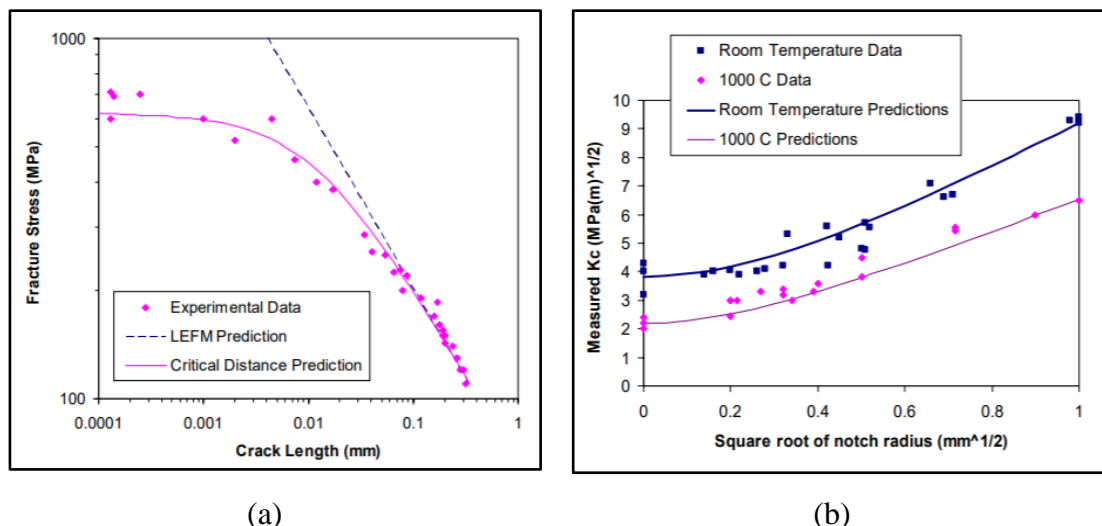 1000
100
0.0001
0.001
0.01
0.1
1
Fracture Stress (MPa)
Crack Length (mm)
Experimental Data
LEFM Prediction
Critical Distance Prediction
(a)
Room Temperature Data
1000 C Data
Room Temperature Predictions
1000 C Predictions
10
9
8
7
6
5
4
3
2
1
0
0
0.2
0.4
0.6
0.8
1
Measured Kc (MPa(m)^1/2)
Square root of notch radius (mm^1/2)
(b)